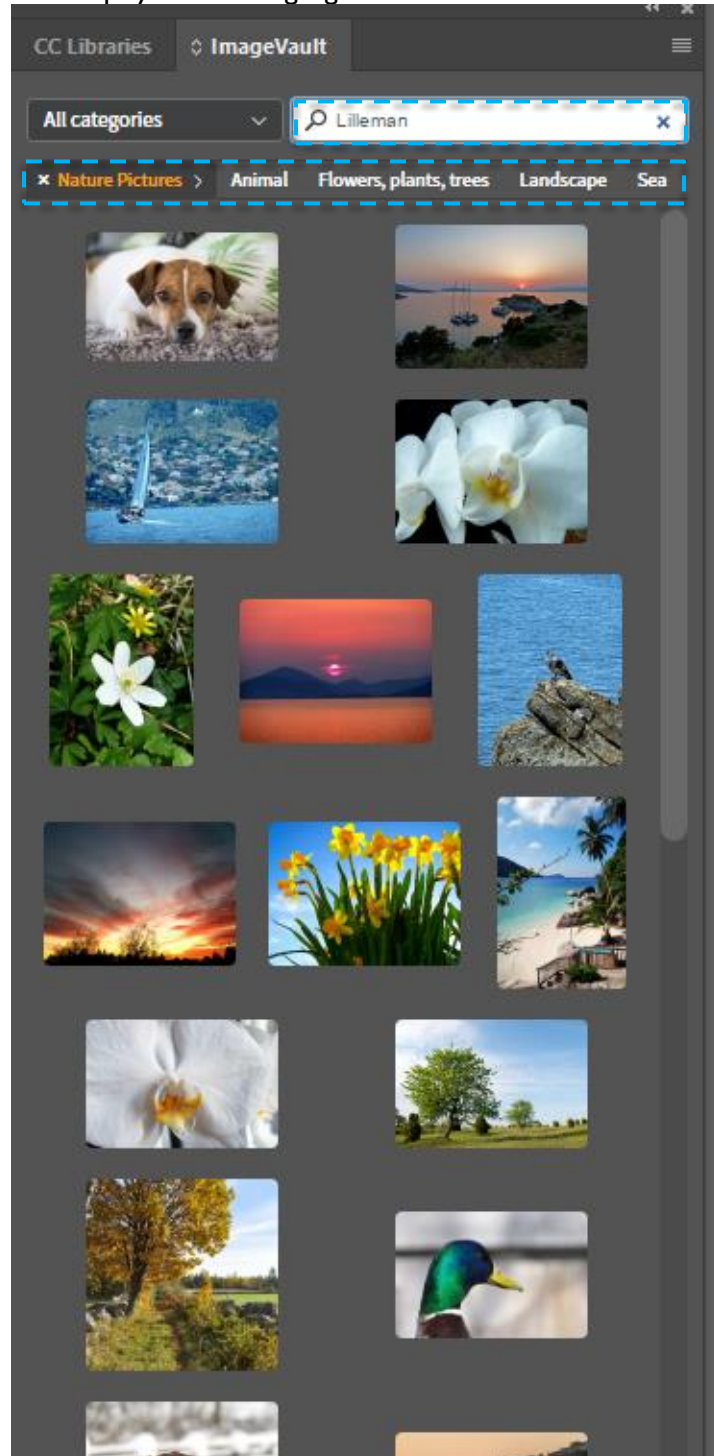 CC Libraries ImageVault
All categories Lilleman
Nature Pictures > Animal Flowers, plants, trees Landscape Sea